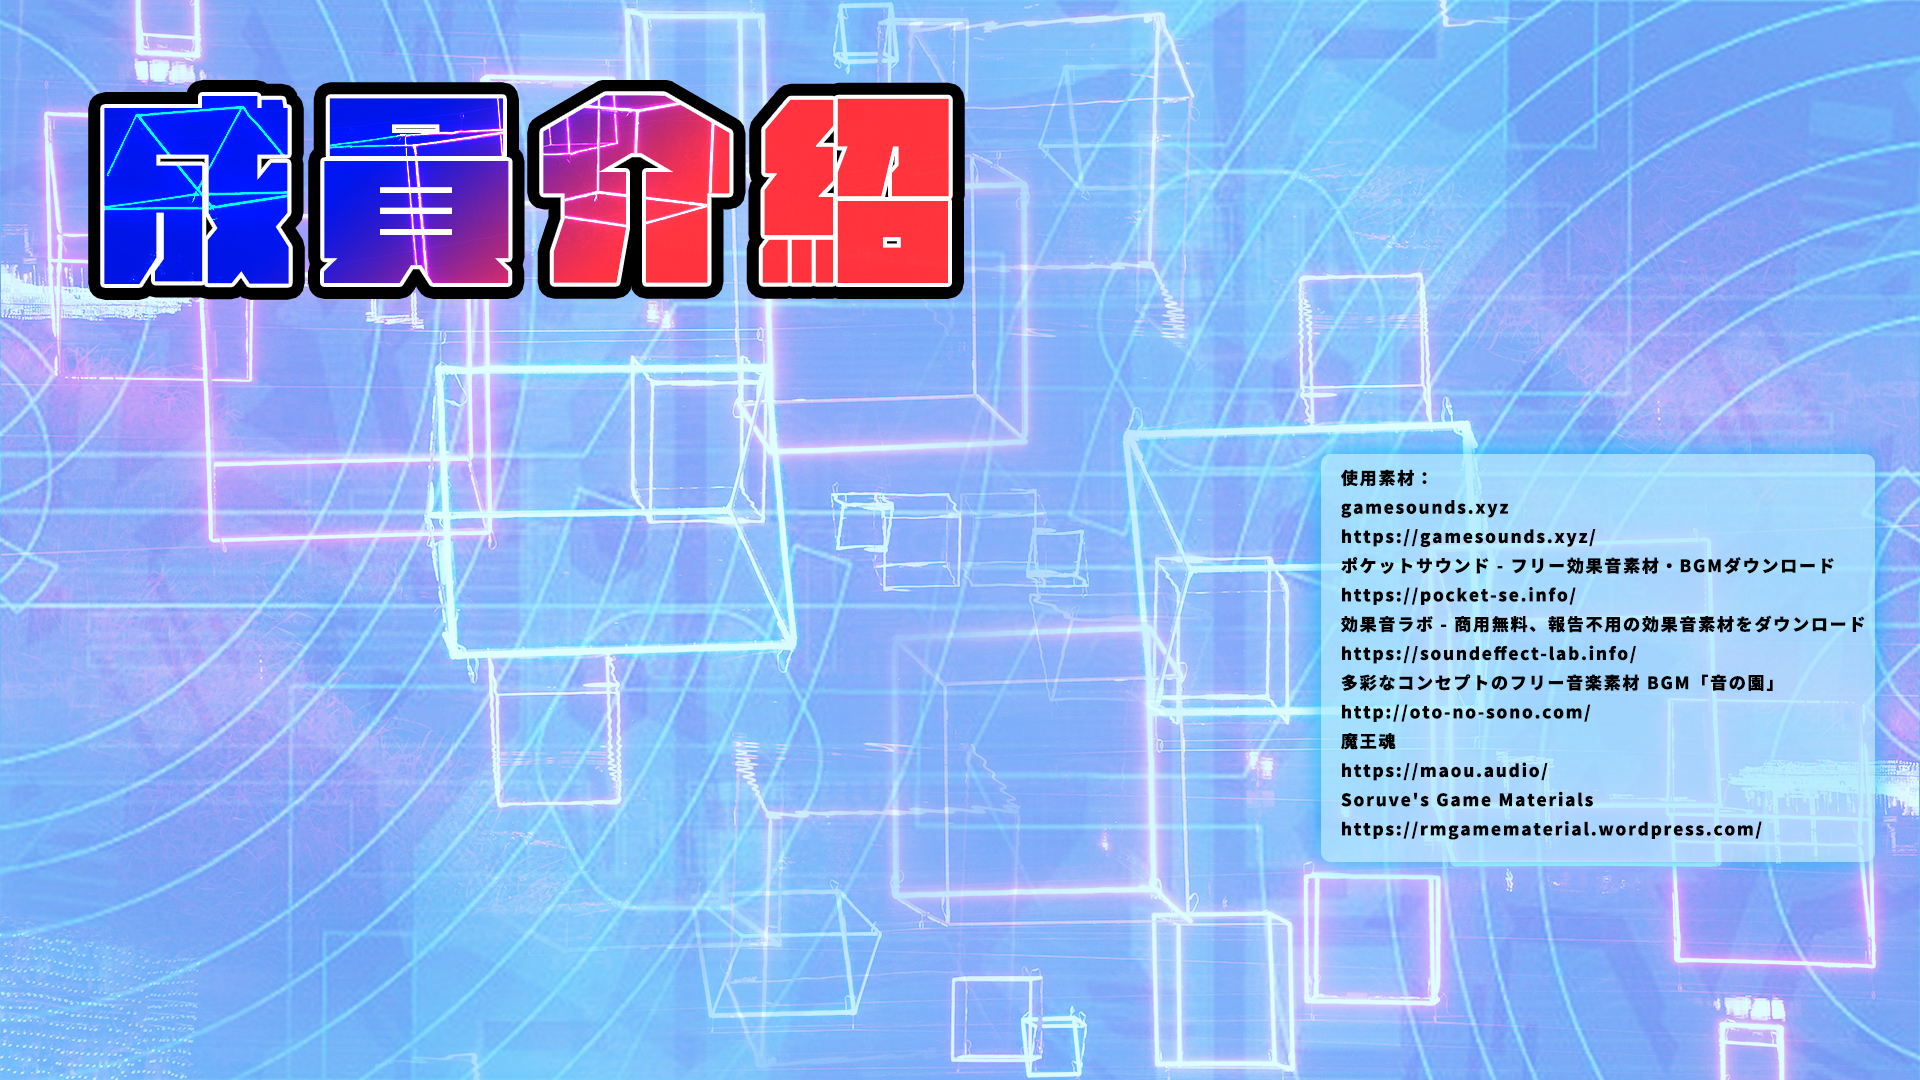 成員介紹
使用素材：
gamesounds.xyz
https://gamesounds.xyz/
ポケットサウンド - フリー効果音素材・BGMダウンロード
https://pocket-se.info/
効果音ラボ - 商用無料、報告不用の効果音素材をダウンロード
https://soundeffect-lab.info/
多彩なコンセプトのフリー音楽素材 BGM「音の園」
http://oto-no-sono.com/
魔王魂
https://maou.audio/
Soruve's Game Materials
https://rmgamematerial.wordpress.com/